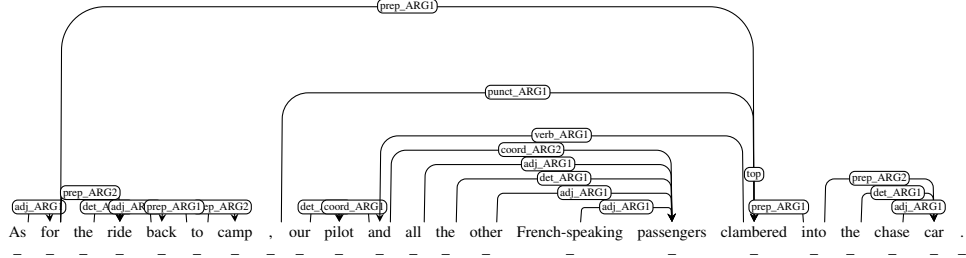 prep_ARG1
punct_ARG1
verb_ARG1
coord_ARG2
adj_ARG1
top
det_ARG1
prep_ARG2
prep_ARG2
adj_ARG1
det_ARG1
adj_ARG1 prep_ARG1 coord_ARG1 adj_ARG1 prep_ARG1 adj_ARG1
As for the ride back to camp , our pilot and all the other French-speaking passengers clambered into the chase car .
_ _ _ _ _ _ _ _ _ _ _ _ _ _ _ _ _ _ _ _ _ _ _